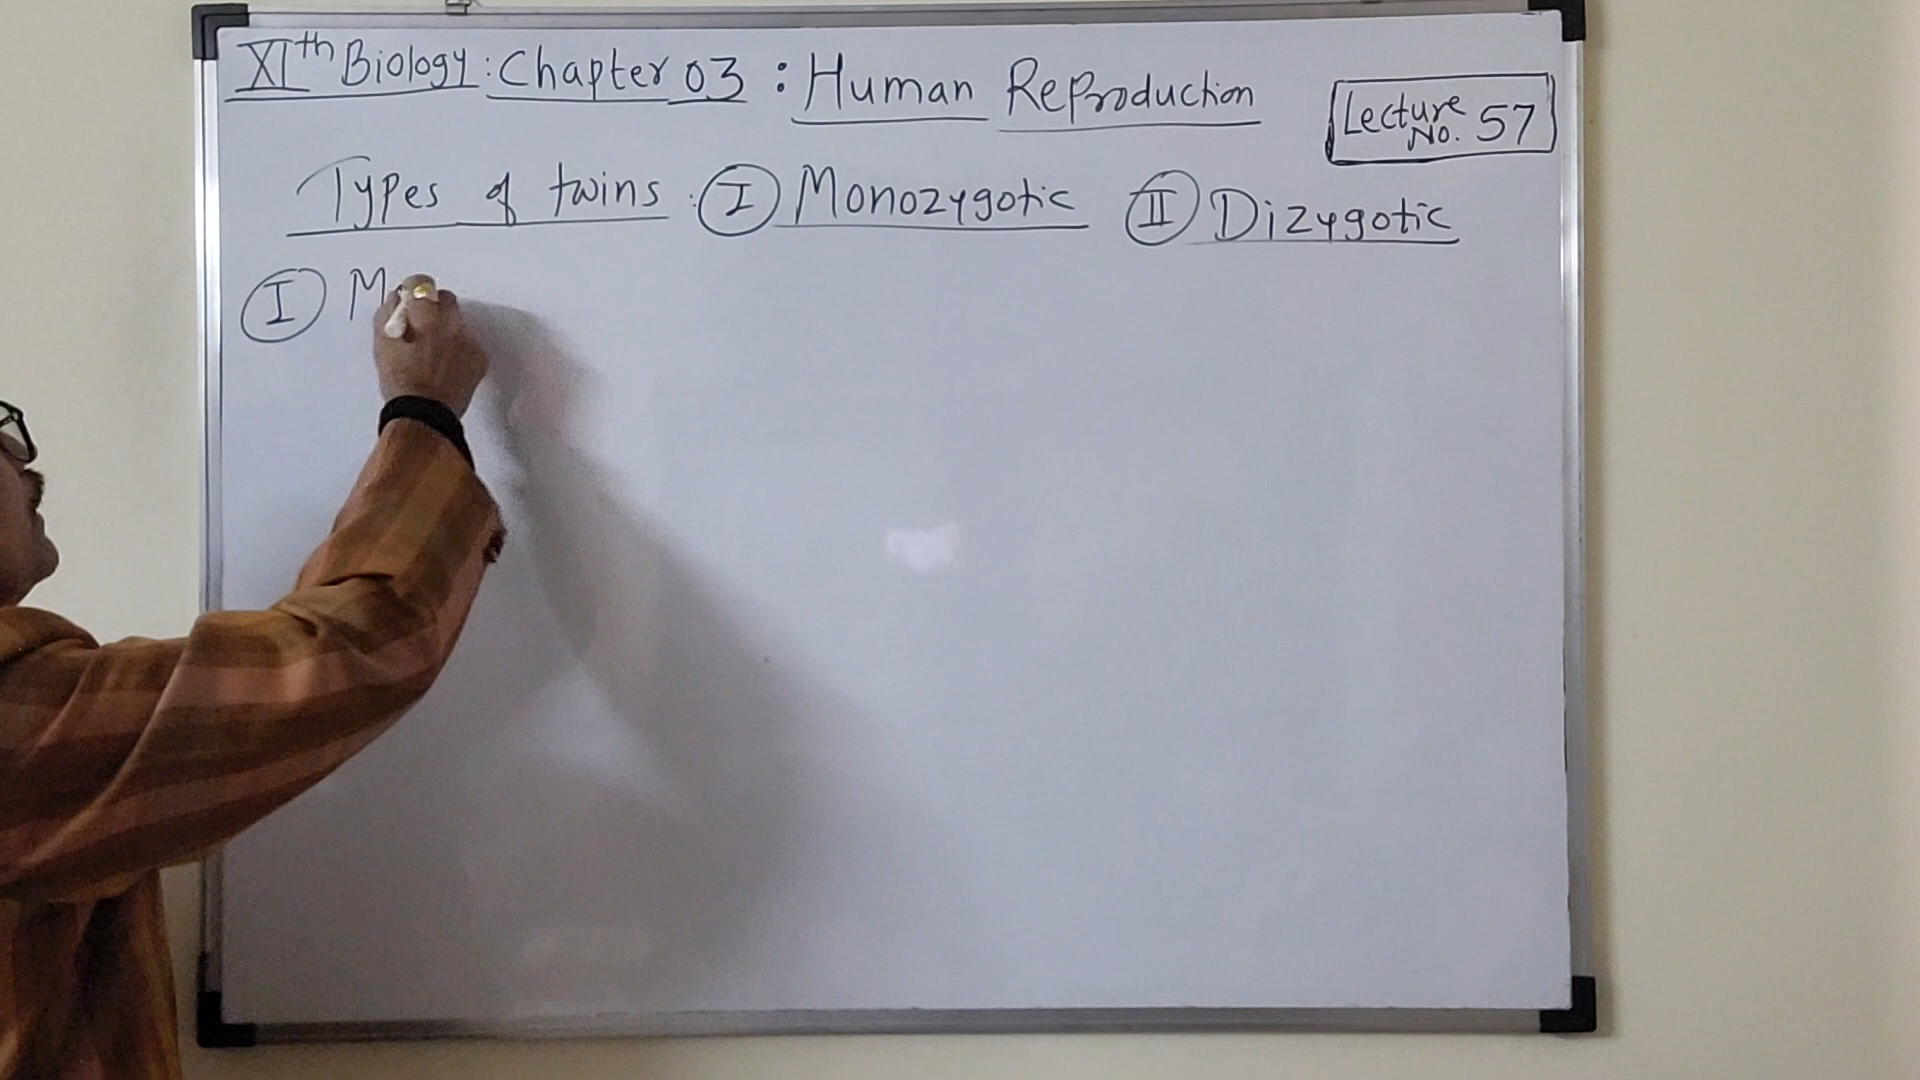 XIth Biology: Chapter 03: Human Reproduction
Lecture No. 57
Types of twins: I Monozygotic II Dizygotic
I M